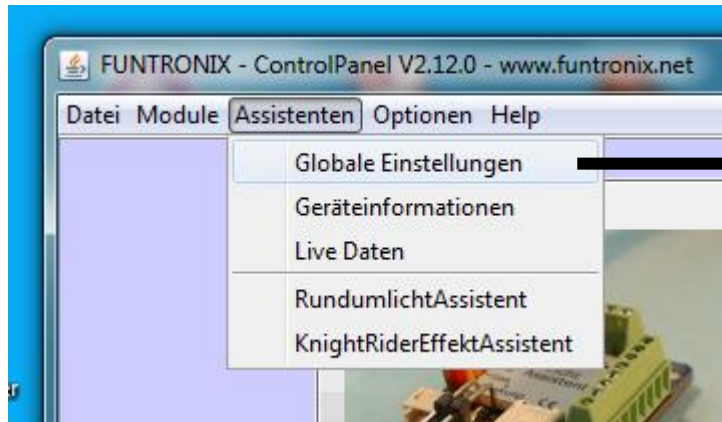 FUNTRONIX - ControlPanel V2.12.0 - www.funtronix.net
Datei Module Assistenten Optionen Help
Globale Einstellungen
Geräteinformationen
Live Daten
RundumlichtAssistent
KnightRiderEffektAssistent
Assistent